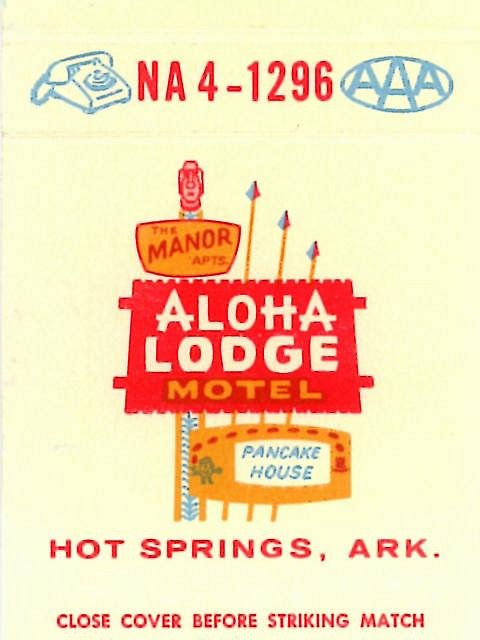 NA 4-1296 AAA
THE
MANOR
APTS.
ALOHA
LODGE
MOTEL
PANCAKE
HOUSE
HOT SPRINGS, ARK.
CLOSE COVER BEFORE STRIKING MATCH